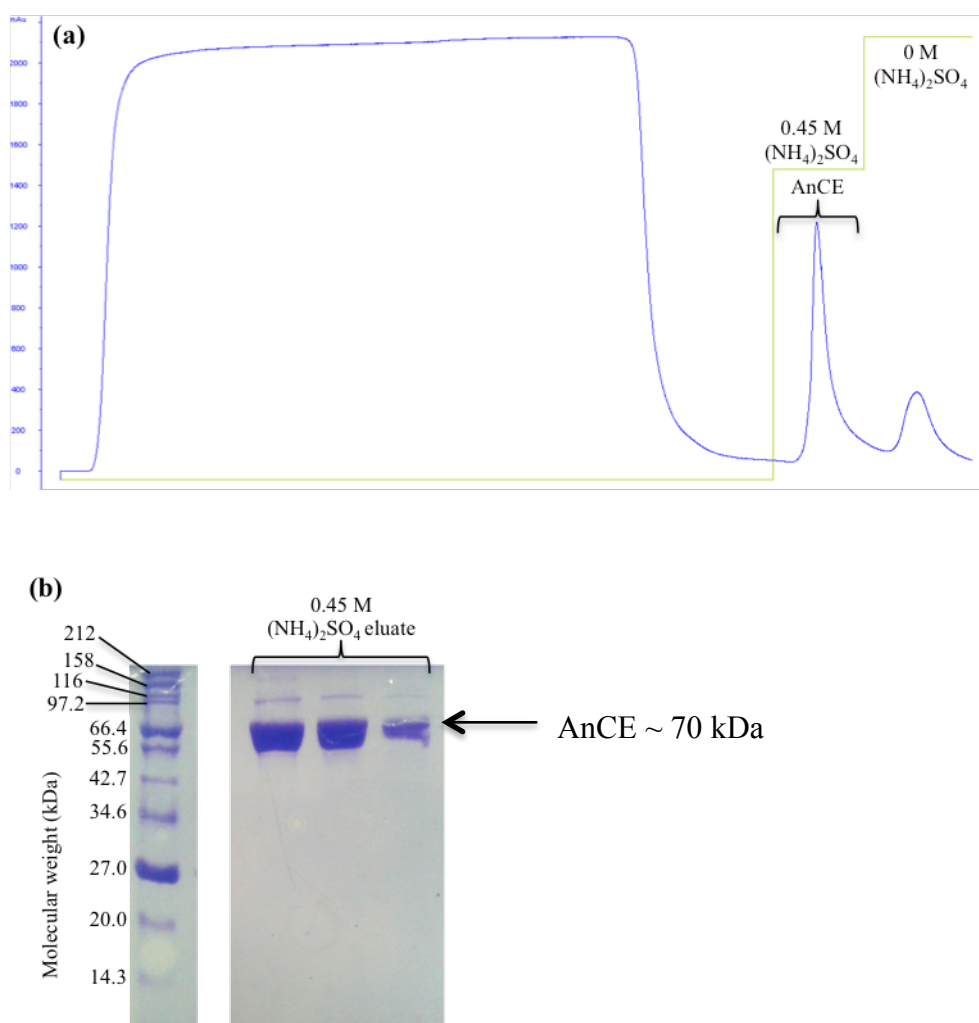 mAu
(a)
2000
1800
1600
1400
1200
1000
800
600
400
200
0
0 M
(NH₄)₂SO₄
0.45 M
(NH₄)₂SO₄
AnCE
(b)
0.45 M
(NH₄)₂SO₄ eluate
212
158
116
97.2
66.4
55.6
42.7
34.6
27.0
20.0
14.3
Molecular weight (kDa)
AnCE ~ 70 kDa